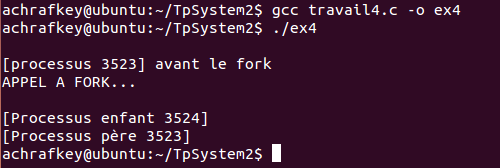 achrafkey@ubuntu:~/TpSystem2$ gcc travail4.c -o ex4
achrafkey@ubuntu:~/TpSystem2$ ./ex4
[processus 3523] avant le fork
APPEL A FORK...
[Processus enfant 3524]
[Processus père 3523]
achrafkey@ubuntu:~/TpSystem2$